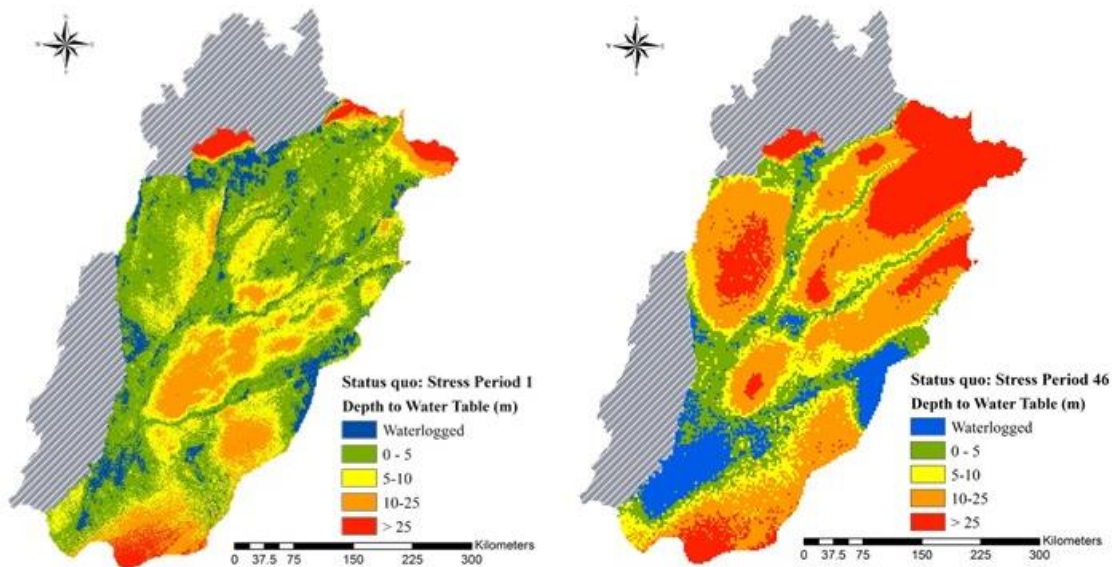 N
W
E
S
Status quo: Stress Period 1
Depth to Water Table (m)
Waterlogged
0 - 5
5-10
10-25
> 25
Kilometers
0 37.5 75 150 225 300
N
W
E
S
Status quo: Stress Period 46
Depth to Water Table (m)
Waterlogged
0 - 5
5-10
10-25
> 25
Kilometers
0 37.5 75 150 225 300